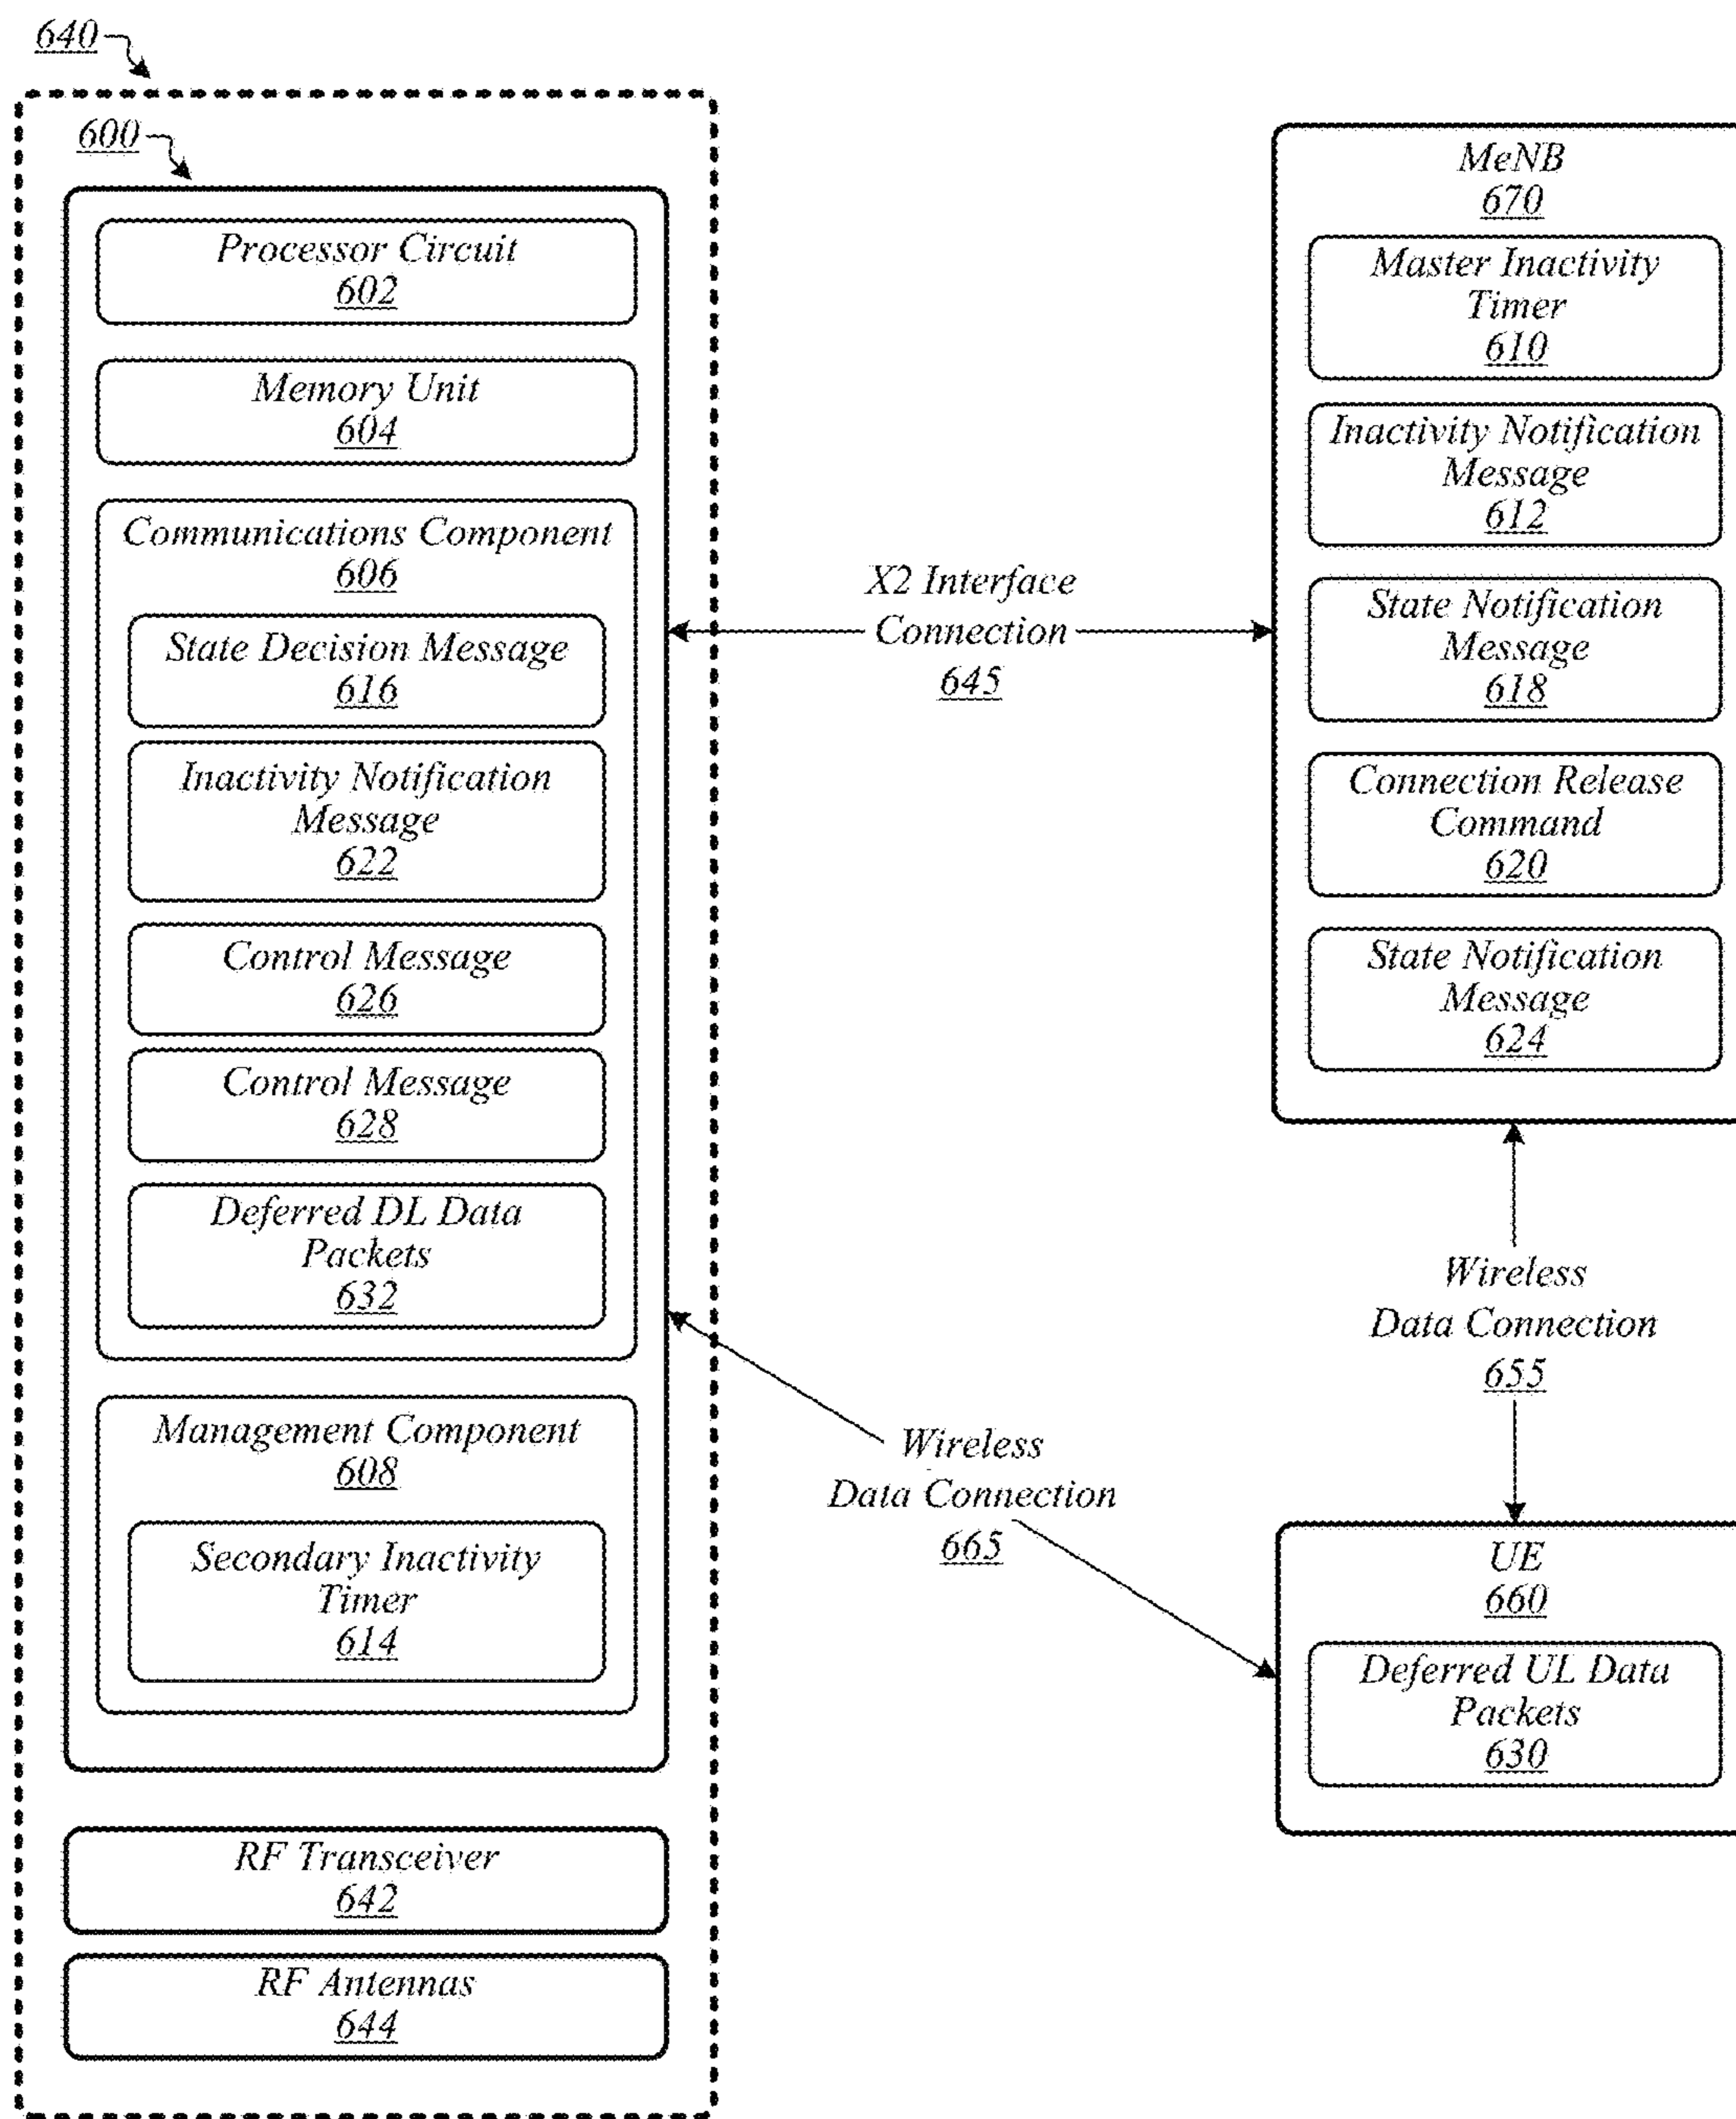 640
600
Processor Circuit
602
Memory Unit
604
Communications Component
606
State Decision Message
616
Inactivity Notification
Message
622
Control Message
626
Control Message
628
Deferred DL Data
Packets
632
Management Component
608
Secondary Inactivity
Timer
614
RF Transceiver
642
RF Antennas
644
X2 Interface
Connection
645
Wireless
Data Connection
665
MeNB
670
Master Inactivity
Timer
610
Inactivity Notification
Message
612
State Notification
Message
618
Connection Release
Command
620
State Notification
Message
624
Wireless
Data Connection
655
UE
660
Deferred UL Data
Packets
630